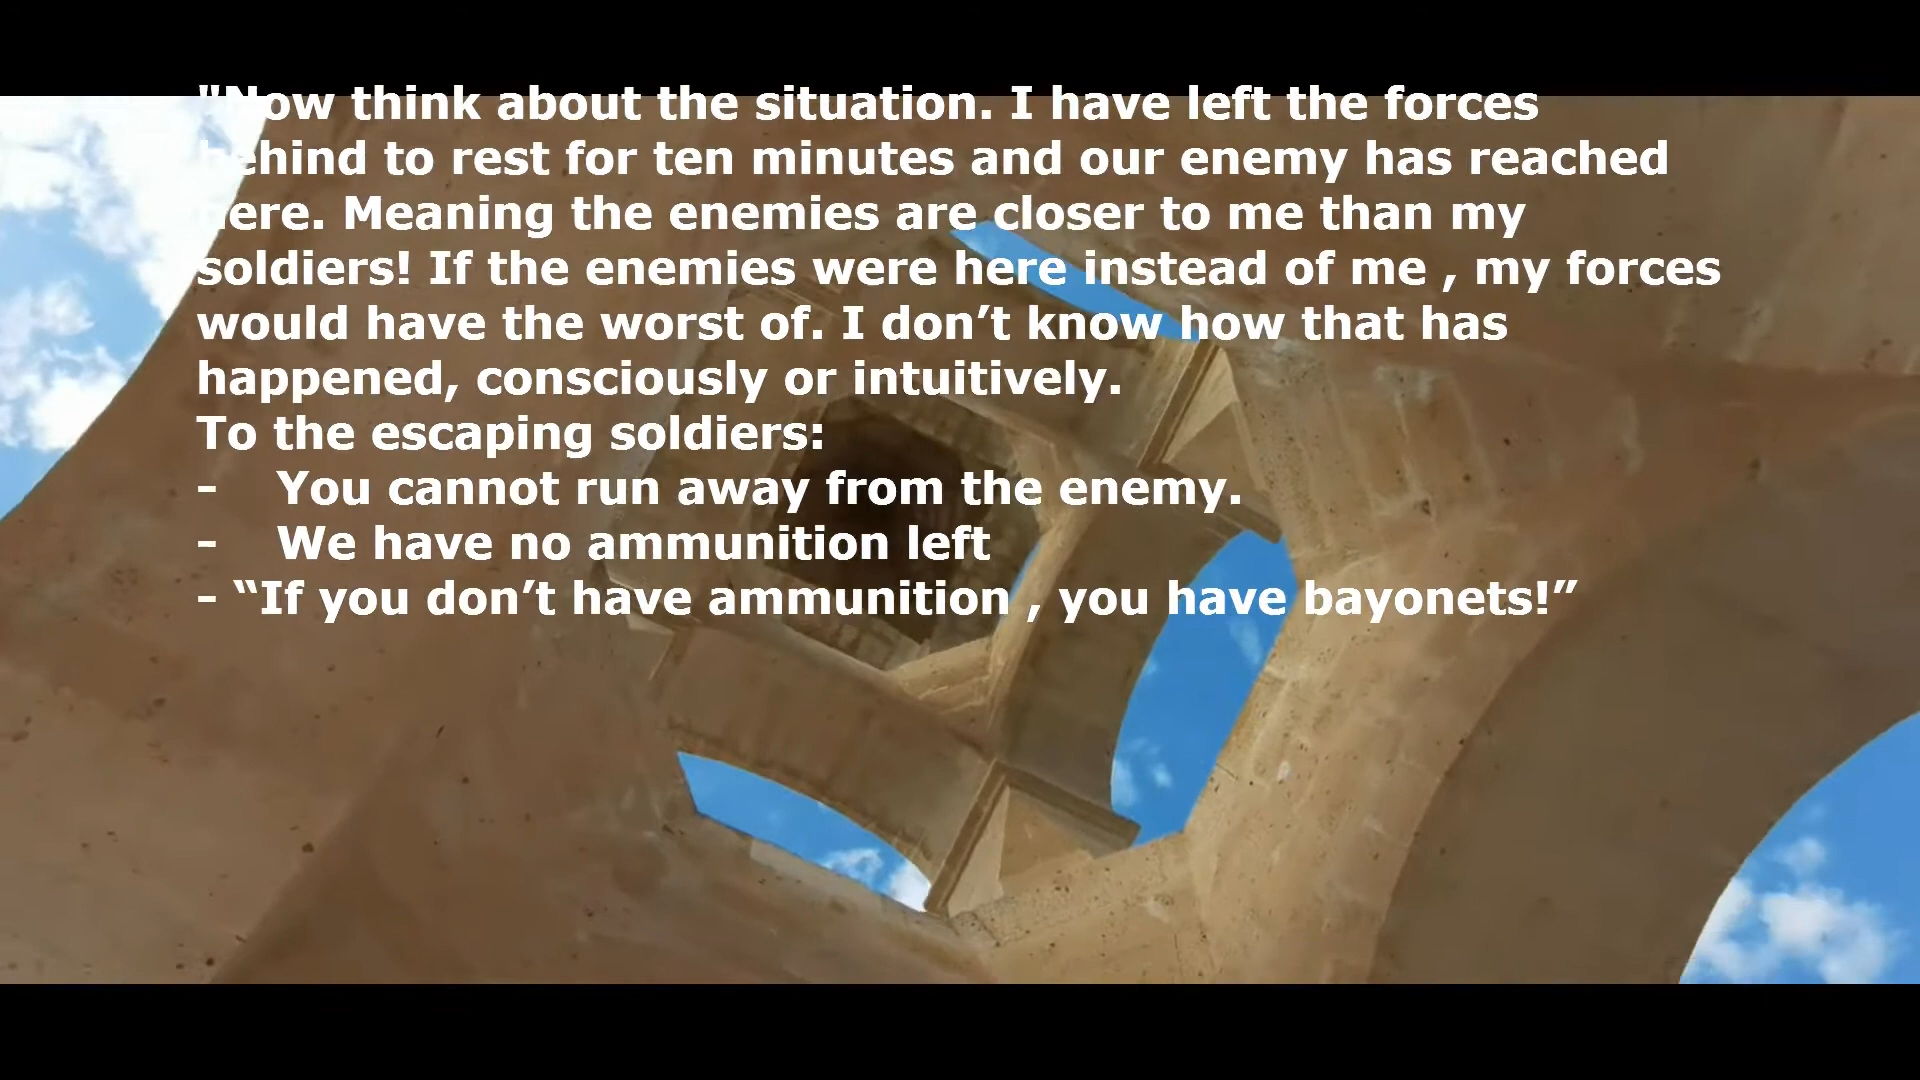 "Now think about the situation. I have left the forces
behind to rest for ten minutes and our enemy has reached
here. Meaning the enemies are closer to me than my
soldiers! If the enemies were here instead of me , my forces
would have the worst of. I don’t know how that has
happened, consciously or intuitively.
To the escaping soldiers:
- You cannot run away from the enemy.
- We have no ammunition left
- “If you don’t have ammunition , you have bayonets!”